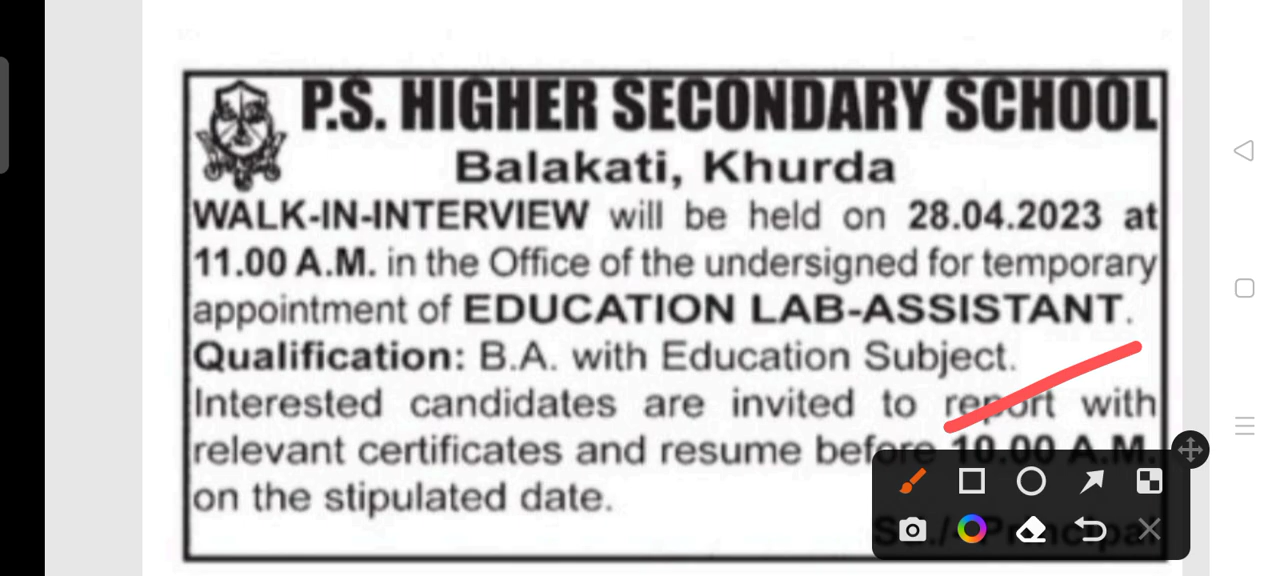 P.S. HIGHER SECONDARY SCHOOL
Balakati, Khurda
WALK-IN-INTERVIEW will be held on 28.04.2023 at
11.00 A.M. in the Office of the undersigned for temporary
appointment of EDUCATION LAB-ASSISTANT.
Qualification: B.A. with Education Subject.
Interested candidates are invited to report with
relevant certificates and resume before 10.00 A.M.
on the stipulated date.
Sd./- Principal